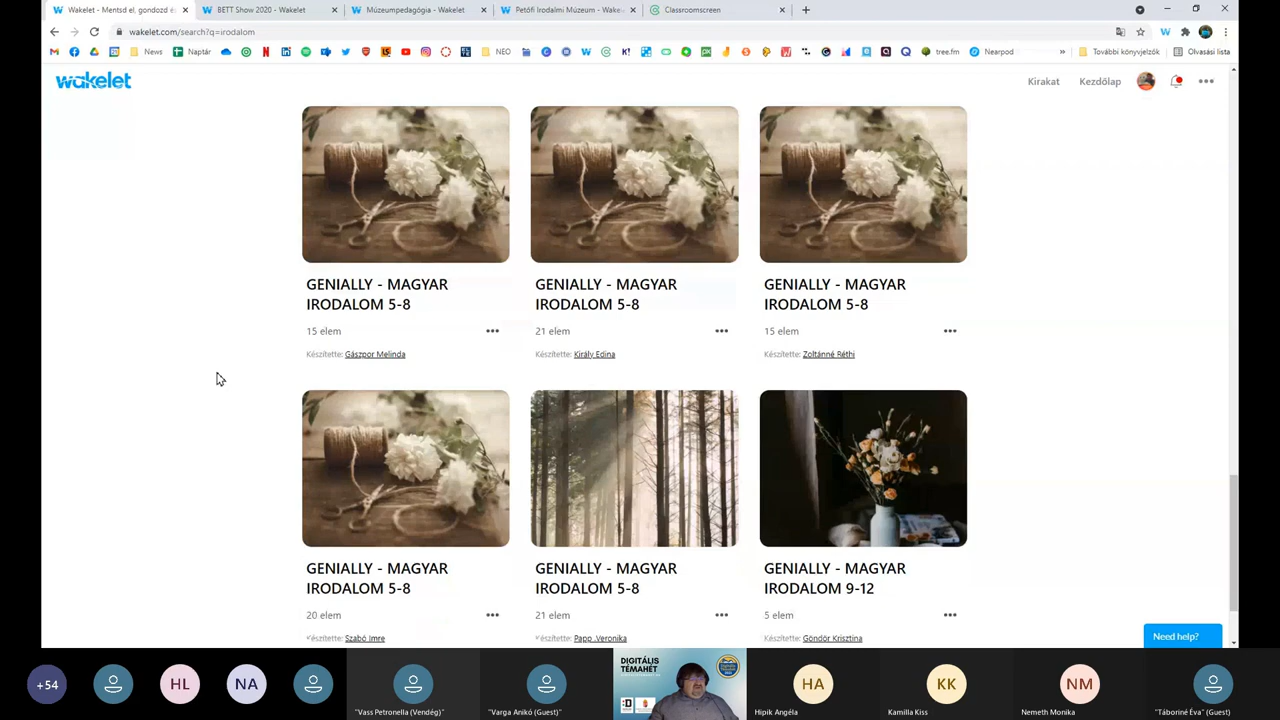 Wakelet - Mentsd el, gondozd és
BETT Show 2020 - Wakelet
Múzeumpedagógia - Wakelet
Petőfi Irodalmi Múzeum - Wake
Classroomscreen
wakelet.com/search?q=irodalom
News
Naptár
NEO
tree.fm
Nearpod
További könyvjelzők
Olvasási lista
wakelet
Kirakat
Kezdőlap
GENIALLY - MAGYAR
IRODALOM 5-8
15 elem
Készítette: Gászpor Melinda
GENIALLY - MAGYAR
IRODALOM 5-8
21 elem
Készítette: Király Edina
GENIALLY - MAGYAR
IRODALOM 5-8
15 elem
Készítette: Zoltánné Réthi
GENIALLY - MAGYAR
IRODALOM 5-8
20 elem
Készítette: Szabó Imre
GENIALLY - MAGYAR
IRODALOM 5-8
21 elem
Készítette: Papp .Veronika
GENIALLY - MAGYAR
IRODALOM 9-12
5 elem
Készítette: Göndör Krisztina
Need help?
+54
HL
NA
"Vass Petronella (Vendég)"
"Varga Anikó (Guest)"
DIGITÁLIS
TÉMAHÉT
HA
Hipik Angéla
KK
Kamilla Kiss
NM
Nemeth Monika
"Táboriné Éva" (Guest)